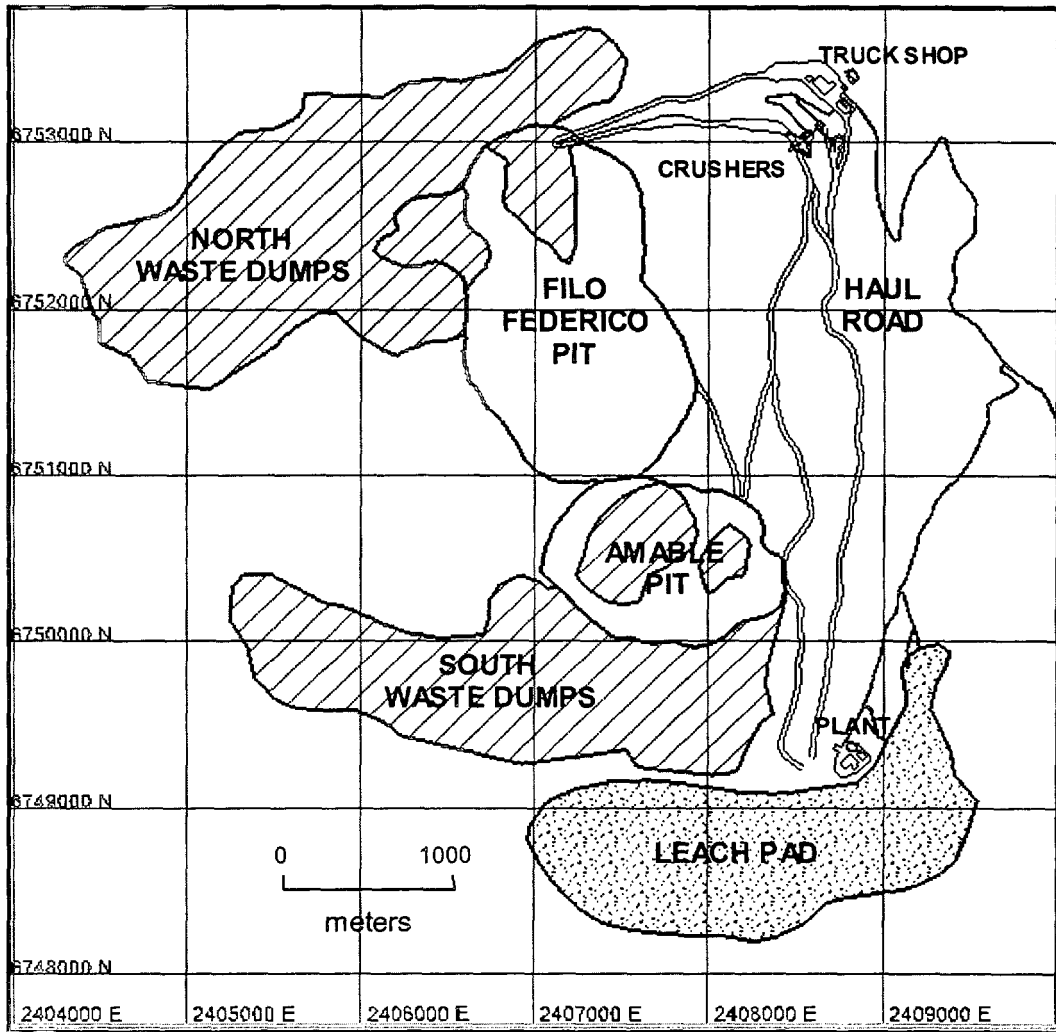 TRUCK SHOP
6753000 N
CRUSHERS
NORTH
WASTE DUMPS
FILO
FEDERICO
PIT
HAUL
ROAD
6752000 N
6751000 N
AMABLE
PIT
6750000 N
SOUTH
WASTE DUMPS
PLANT
6749000 N
LEACH PAD
0 1000
meters
6748000 N
2404000 E 2405000 E 2406000 E 2407000 E 2408000 E 2409000 E